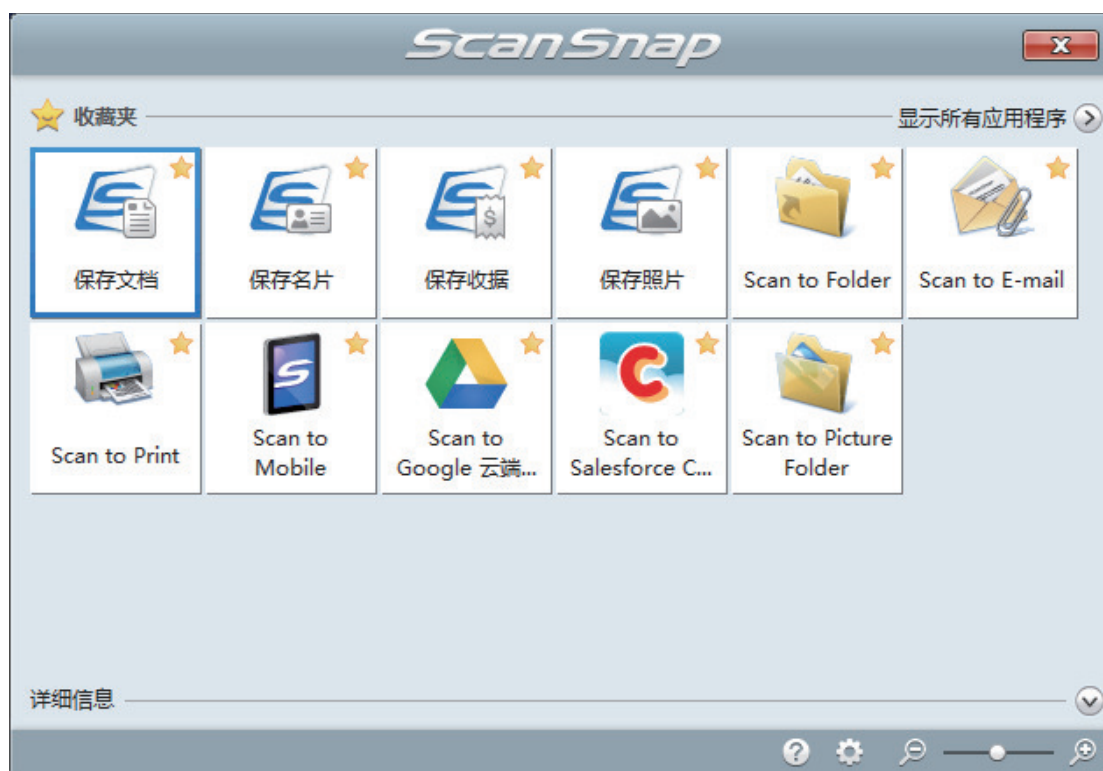 ScanSnap
收藏夹
显示所有应用程序
保存文档
保存名片
保存收据
保存照片
Scan to Folder
Scan to E-mail
Scan to Print
Scan to
Mobile
Scan to
Google 云端...
Scan to
Salesforce C...
Scan to Picture
Folder
详细信息